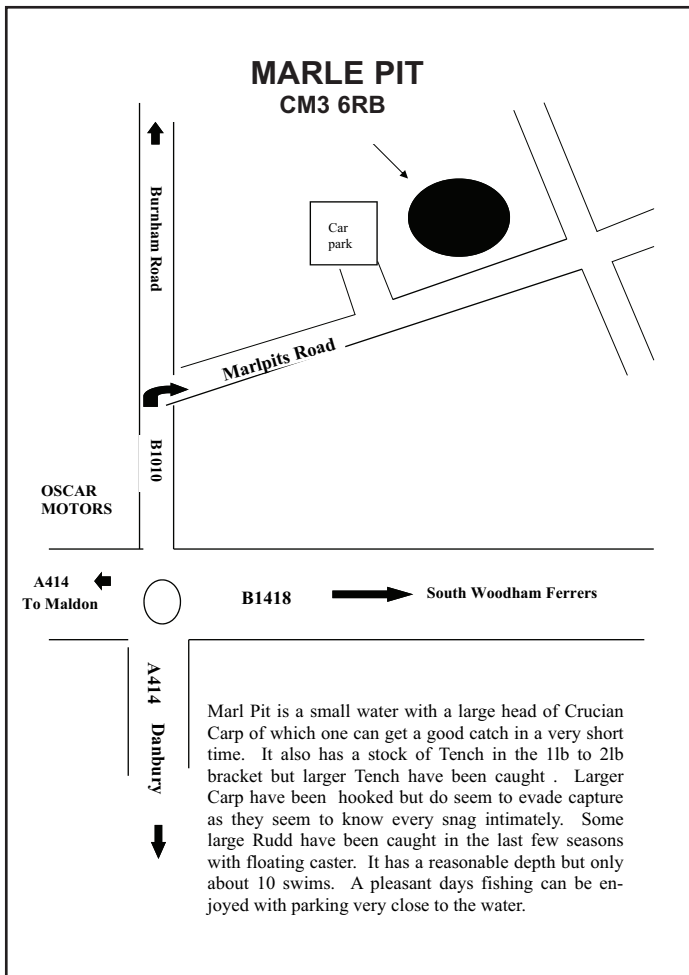 MARLE PIT
CM3 6RB
Burnham Road
Car
park
Marlpits Road
B1010
OSCAR
MOTORS
A414
To Maldon
B1418
South Woodham Ferrers
A414 Danbury
Marl Pit is a small water with a large head of Crucian
Carp of which one can get a good catch in a very short
time. It also has a stock of Tench in the 1lb to 2lb
bracket but larger Tench have been caught . Larger
Carp have been hooked but do seem to evade capture
as they seem to know every snag intimately. Some
large Rudd have been caught in the last few seasons
with floating caster. It has a reasonable depth but only
about 10 swims. A pleasant days fishing can be en-
joyed with parking very close to the water.